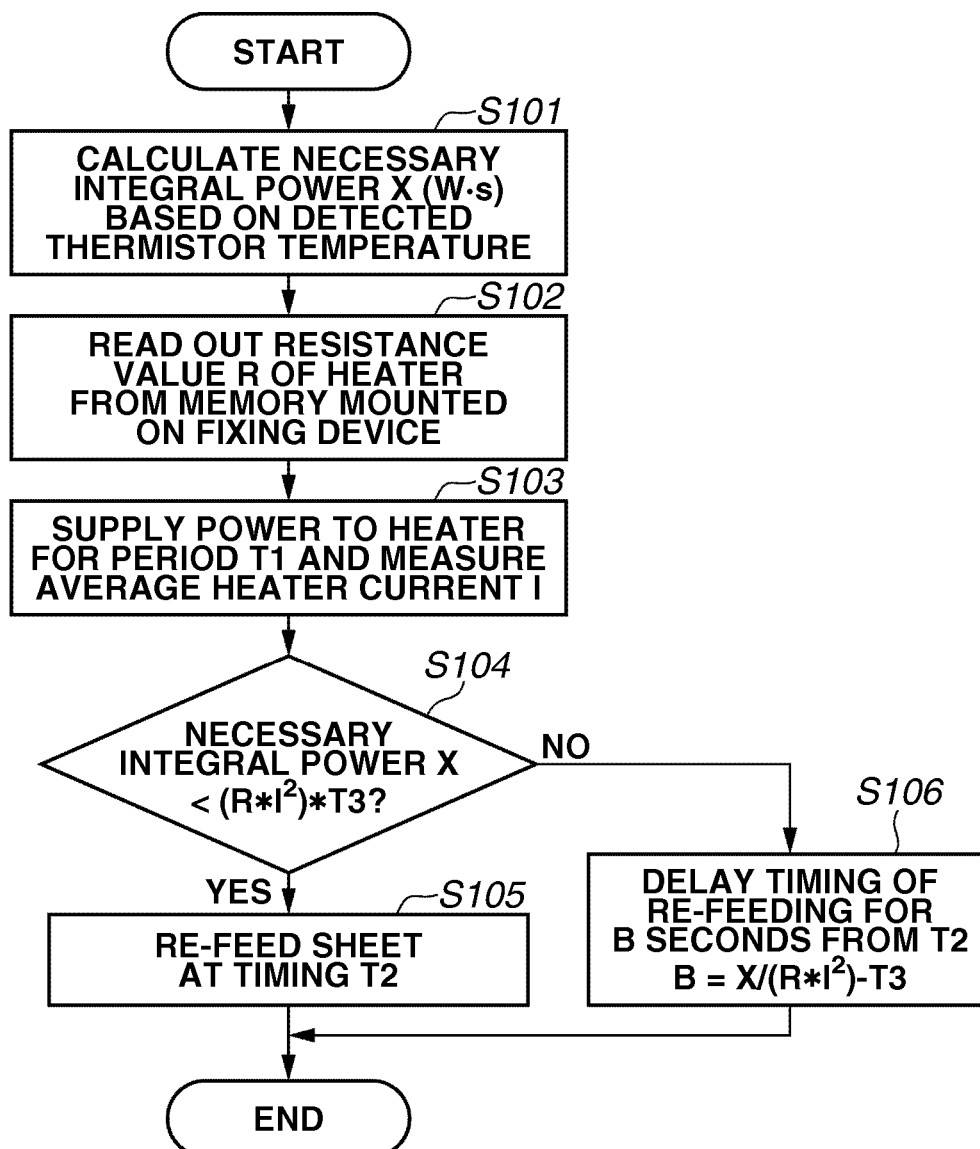 START
S101
CALCULATE NECESSARY
INTEGRAL POWER X (W·s)
BASED ON DETECTED
THERMISTOR TEMPERATURE
S102
READ OUT RESISTANCE
VALUE R OF HEATER
FROM MEMORY MOUNTED
ON FIXING DEVICE
S103
SUPPLY POWER TO HEATER
FOR PERIOD T1 AND MEASURE
AVERAGE HEATER CURRENT I
S104
NECESSARY
INTEGRAL POWER X
< (R*I²)*T3?
NO
YES
S105
RE-FEED SHEET
AT TIMING T2
S106
DELAY TIMING OF
RE-FEEDING FOR
B SECONDS FROM T2
B = X/(R*I²)-T3
END